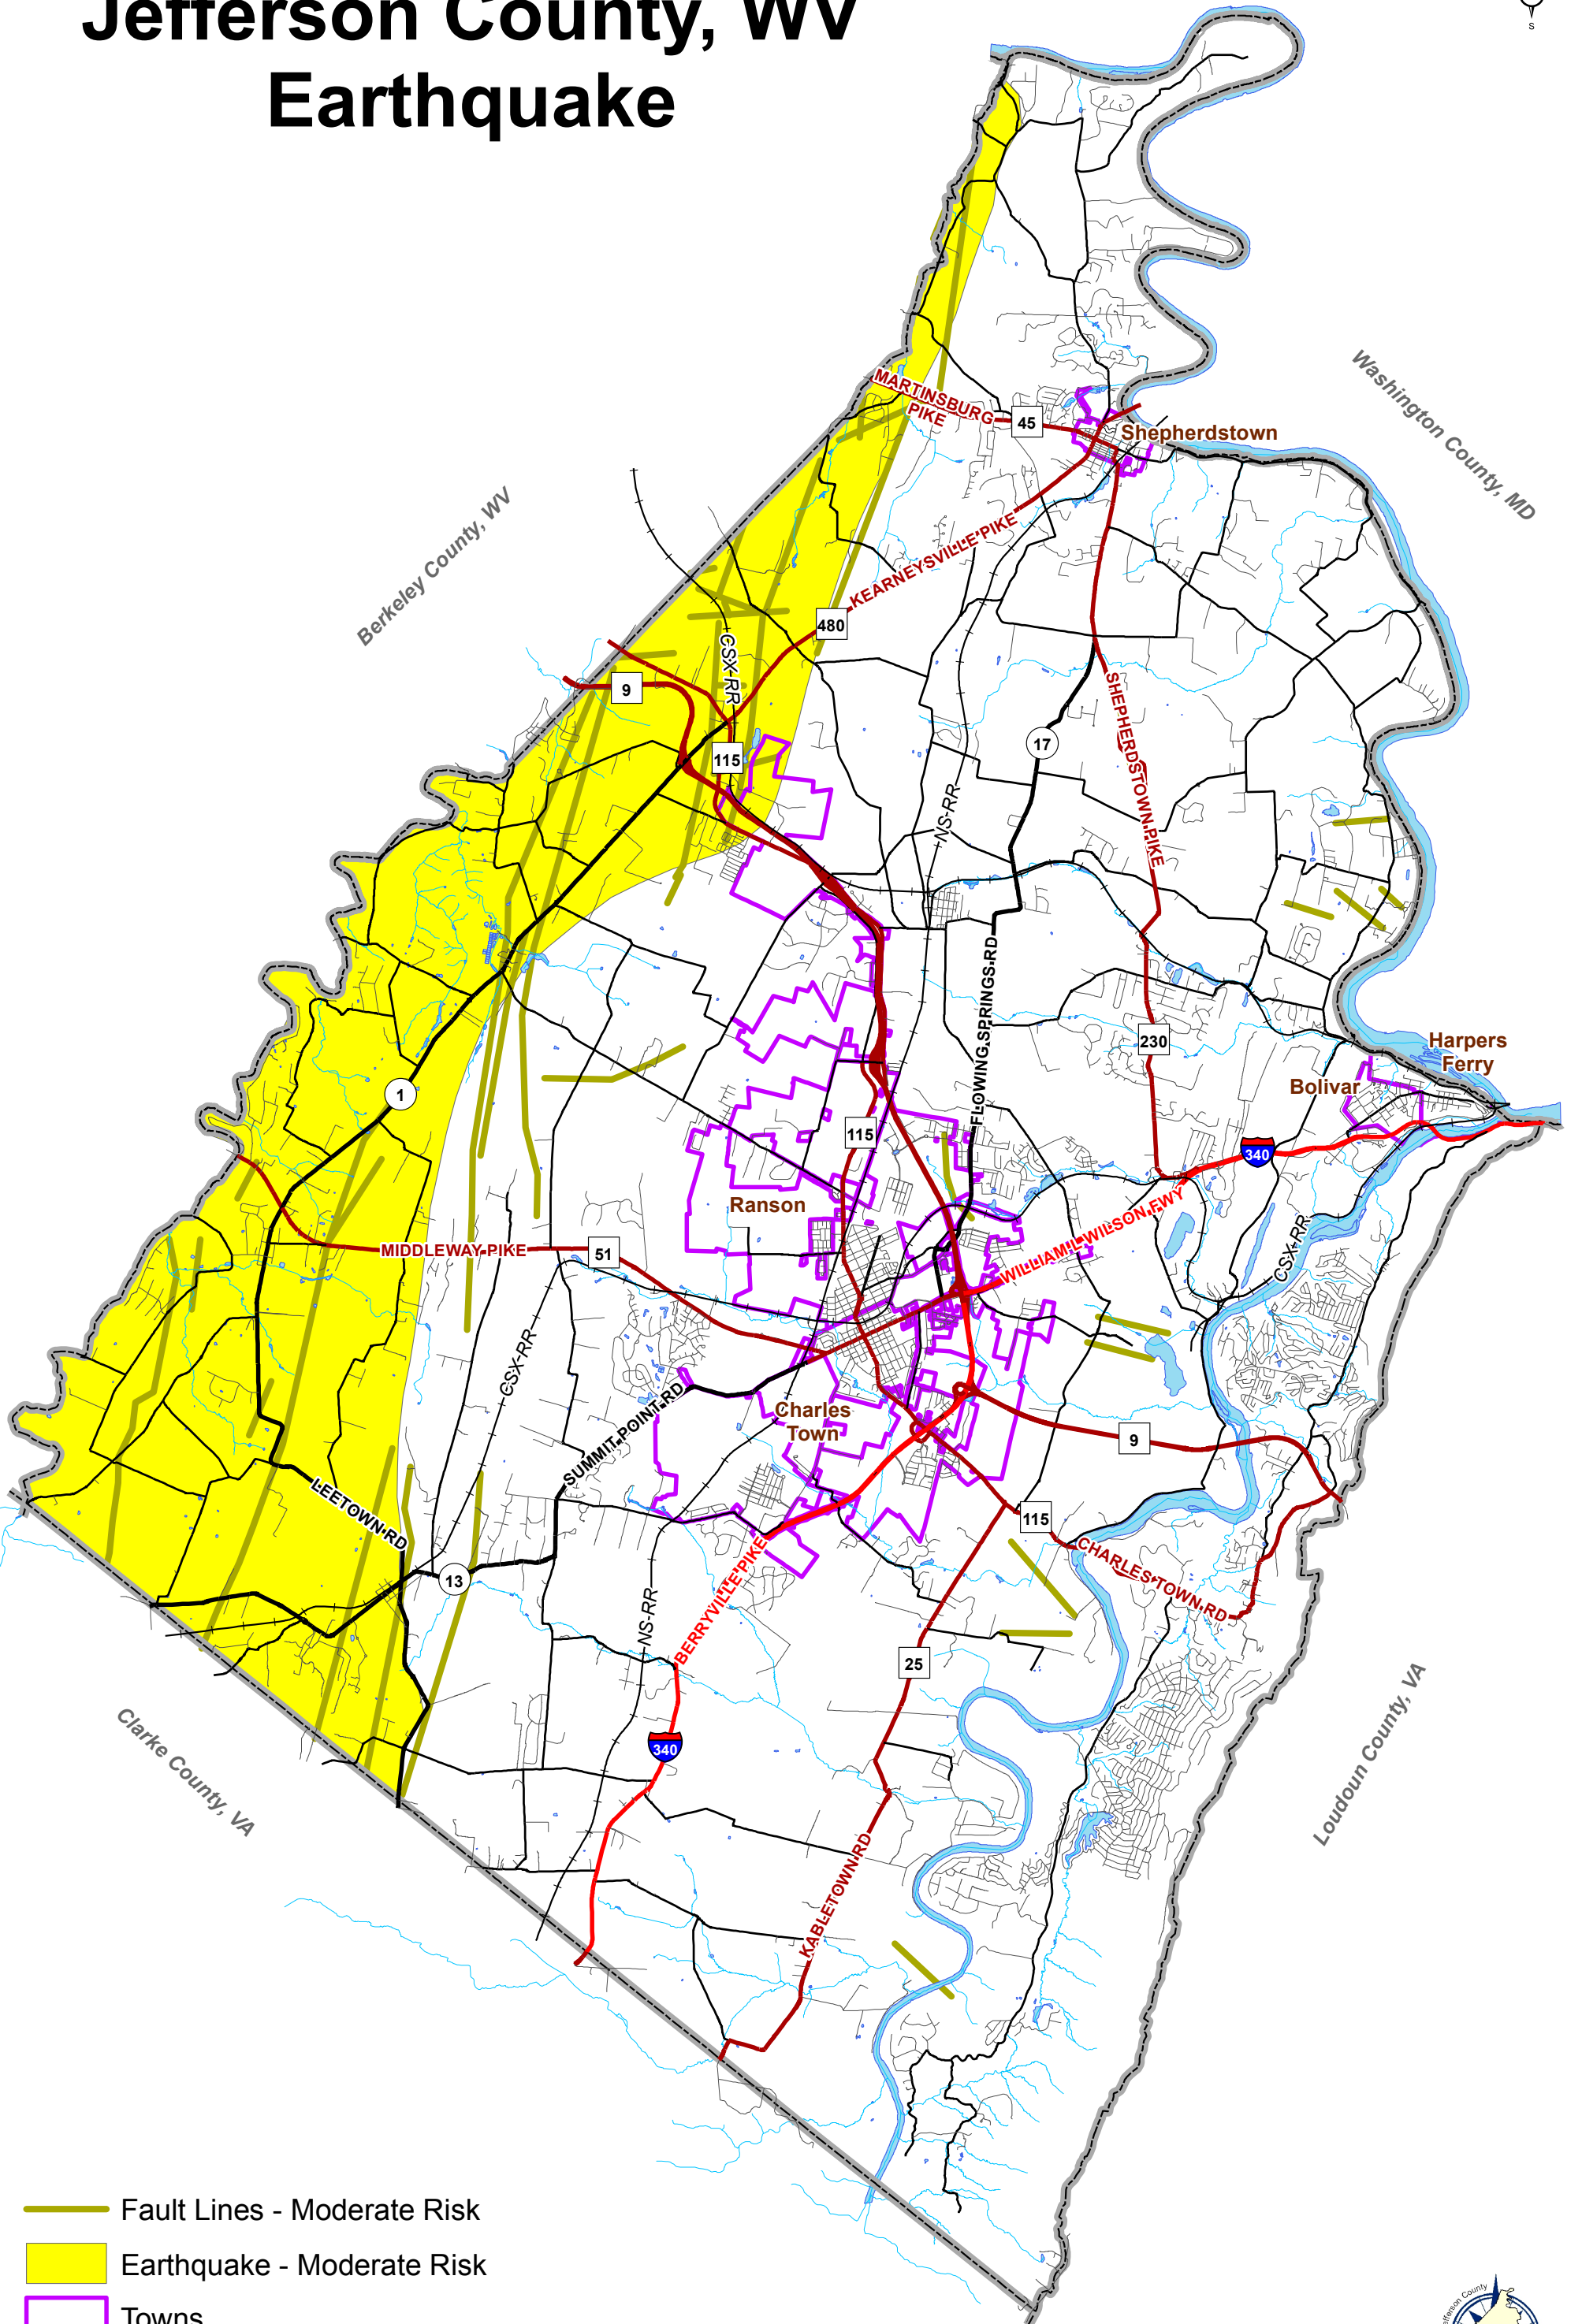 Jefferson County, WV
Earthquake
S
Washington County, MD
Berkeley County, WV
MARTINSBURG
PIKE
45
Shepherdstown
KEARNEYSVILLE PIKE
480
CSX-RR
9
115
17
SHEPHERDSTOWN PIKE
NS-RR
FLOWING SPRINGS RD
230
Harpers
Ferry
Bolivar
1
115
340
Ranson
WILLIAM L WILSON FWY
CSX-RR
MIDDLEWAY PIKE
51
CSX-RR
SUMMIT POINT RD
Charles
Town
9
LEETOWN RD
115
CHARLES TOWN RD
13
NS-RR
BERRYVILLE PIKE
25
340
Clarke County, VA
Loudoun County, VA
KABLETOWN RD
Fault Lines - Moderate Risk
Earthquake - Moderate Risk
Towns
Jefferson County